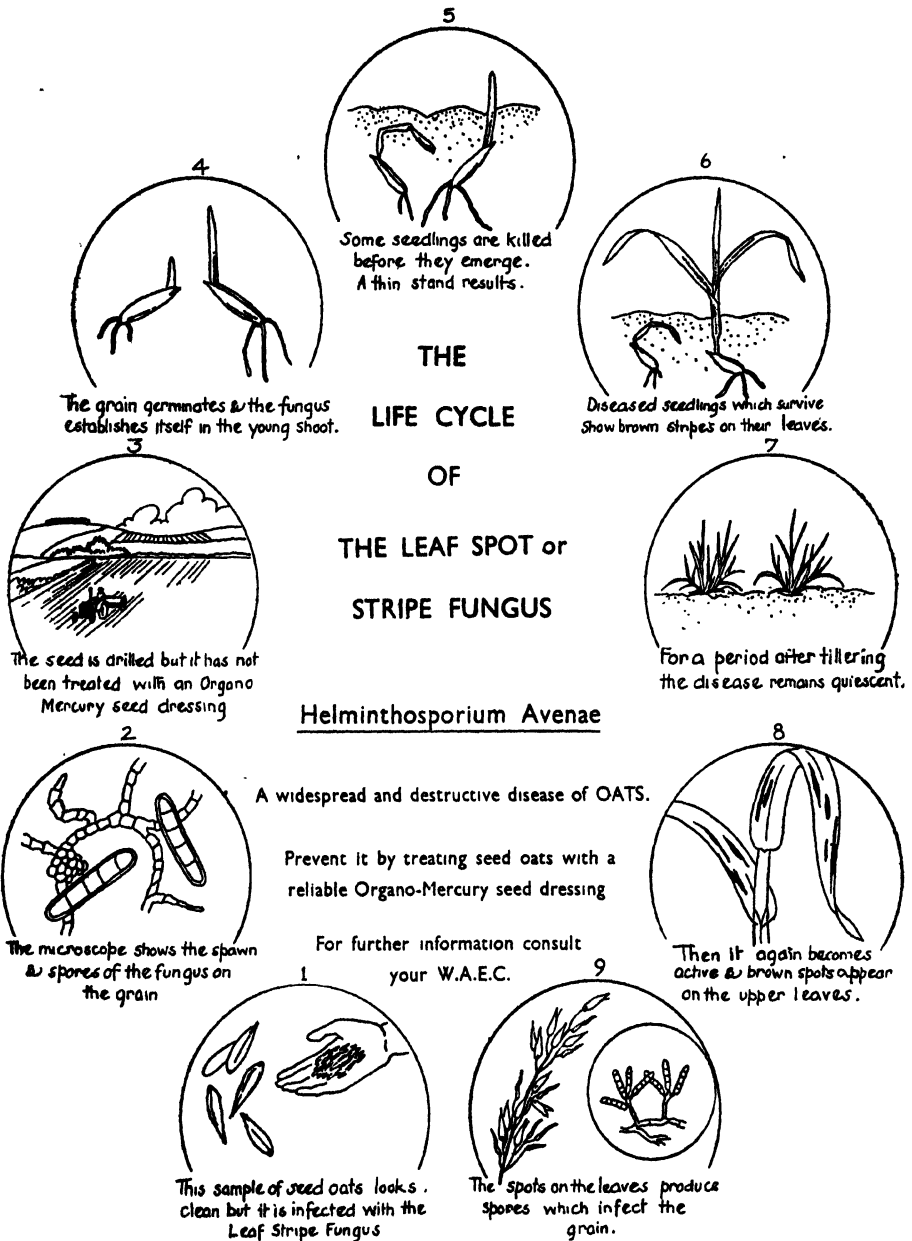 THE
LIFE CYCLE
OF
THE LEAF SPOT or
STRIPE FUNGUS
Helminthosporium Avenae
A widespread and destructive disease of OATS.
Prevent it by treating seed oats with a
reliable Organo-Mercury seed dressing
For further information consult
your W.A.E.C.
1
This sample of seed oats looks.
clean but it is infected with the
Leaf Stripe Fungus
2
The microscope shows the spawn
& spores of the fungus on
the grain
3
The seed is drilled but it has not
been treated with an Organo
Mercury seed dressing
4
The grain germinates & the fungus
establishes itself in the young shoot.
5
Some seedlings are killed
before they emerge.
A thin stand results.
6
Diseased seedlings which survive
show brown stripes on their leaves.
7
For a period after tillering
the disease remains quiescent.
8
Then it again becomes
active & brown spots appear
on the upper leaves.
9
The spots on the leaves produce
spores which infect the
grain.